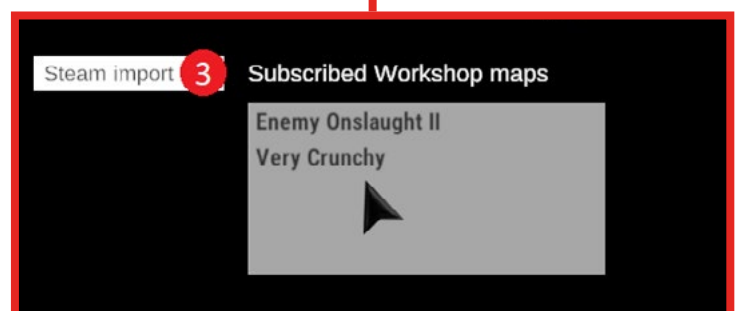 Steam import
3
Subscribed Workshop maps
Enemy Onslaught II
Very Crunchy